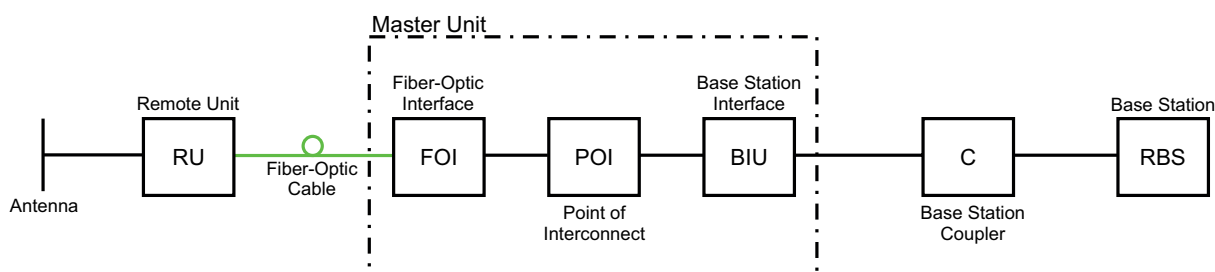 Master Unit
Remote Unit
RU
Antenna
Fiber-Optic
Cable
Fiber-Optic
Interface
FOI
POI
Point of
Interconnect
Base Station
Interface
BIU
C
Base Station
Coupler
Base Station
RBS